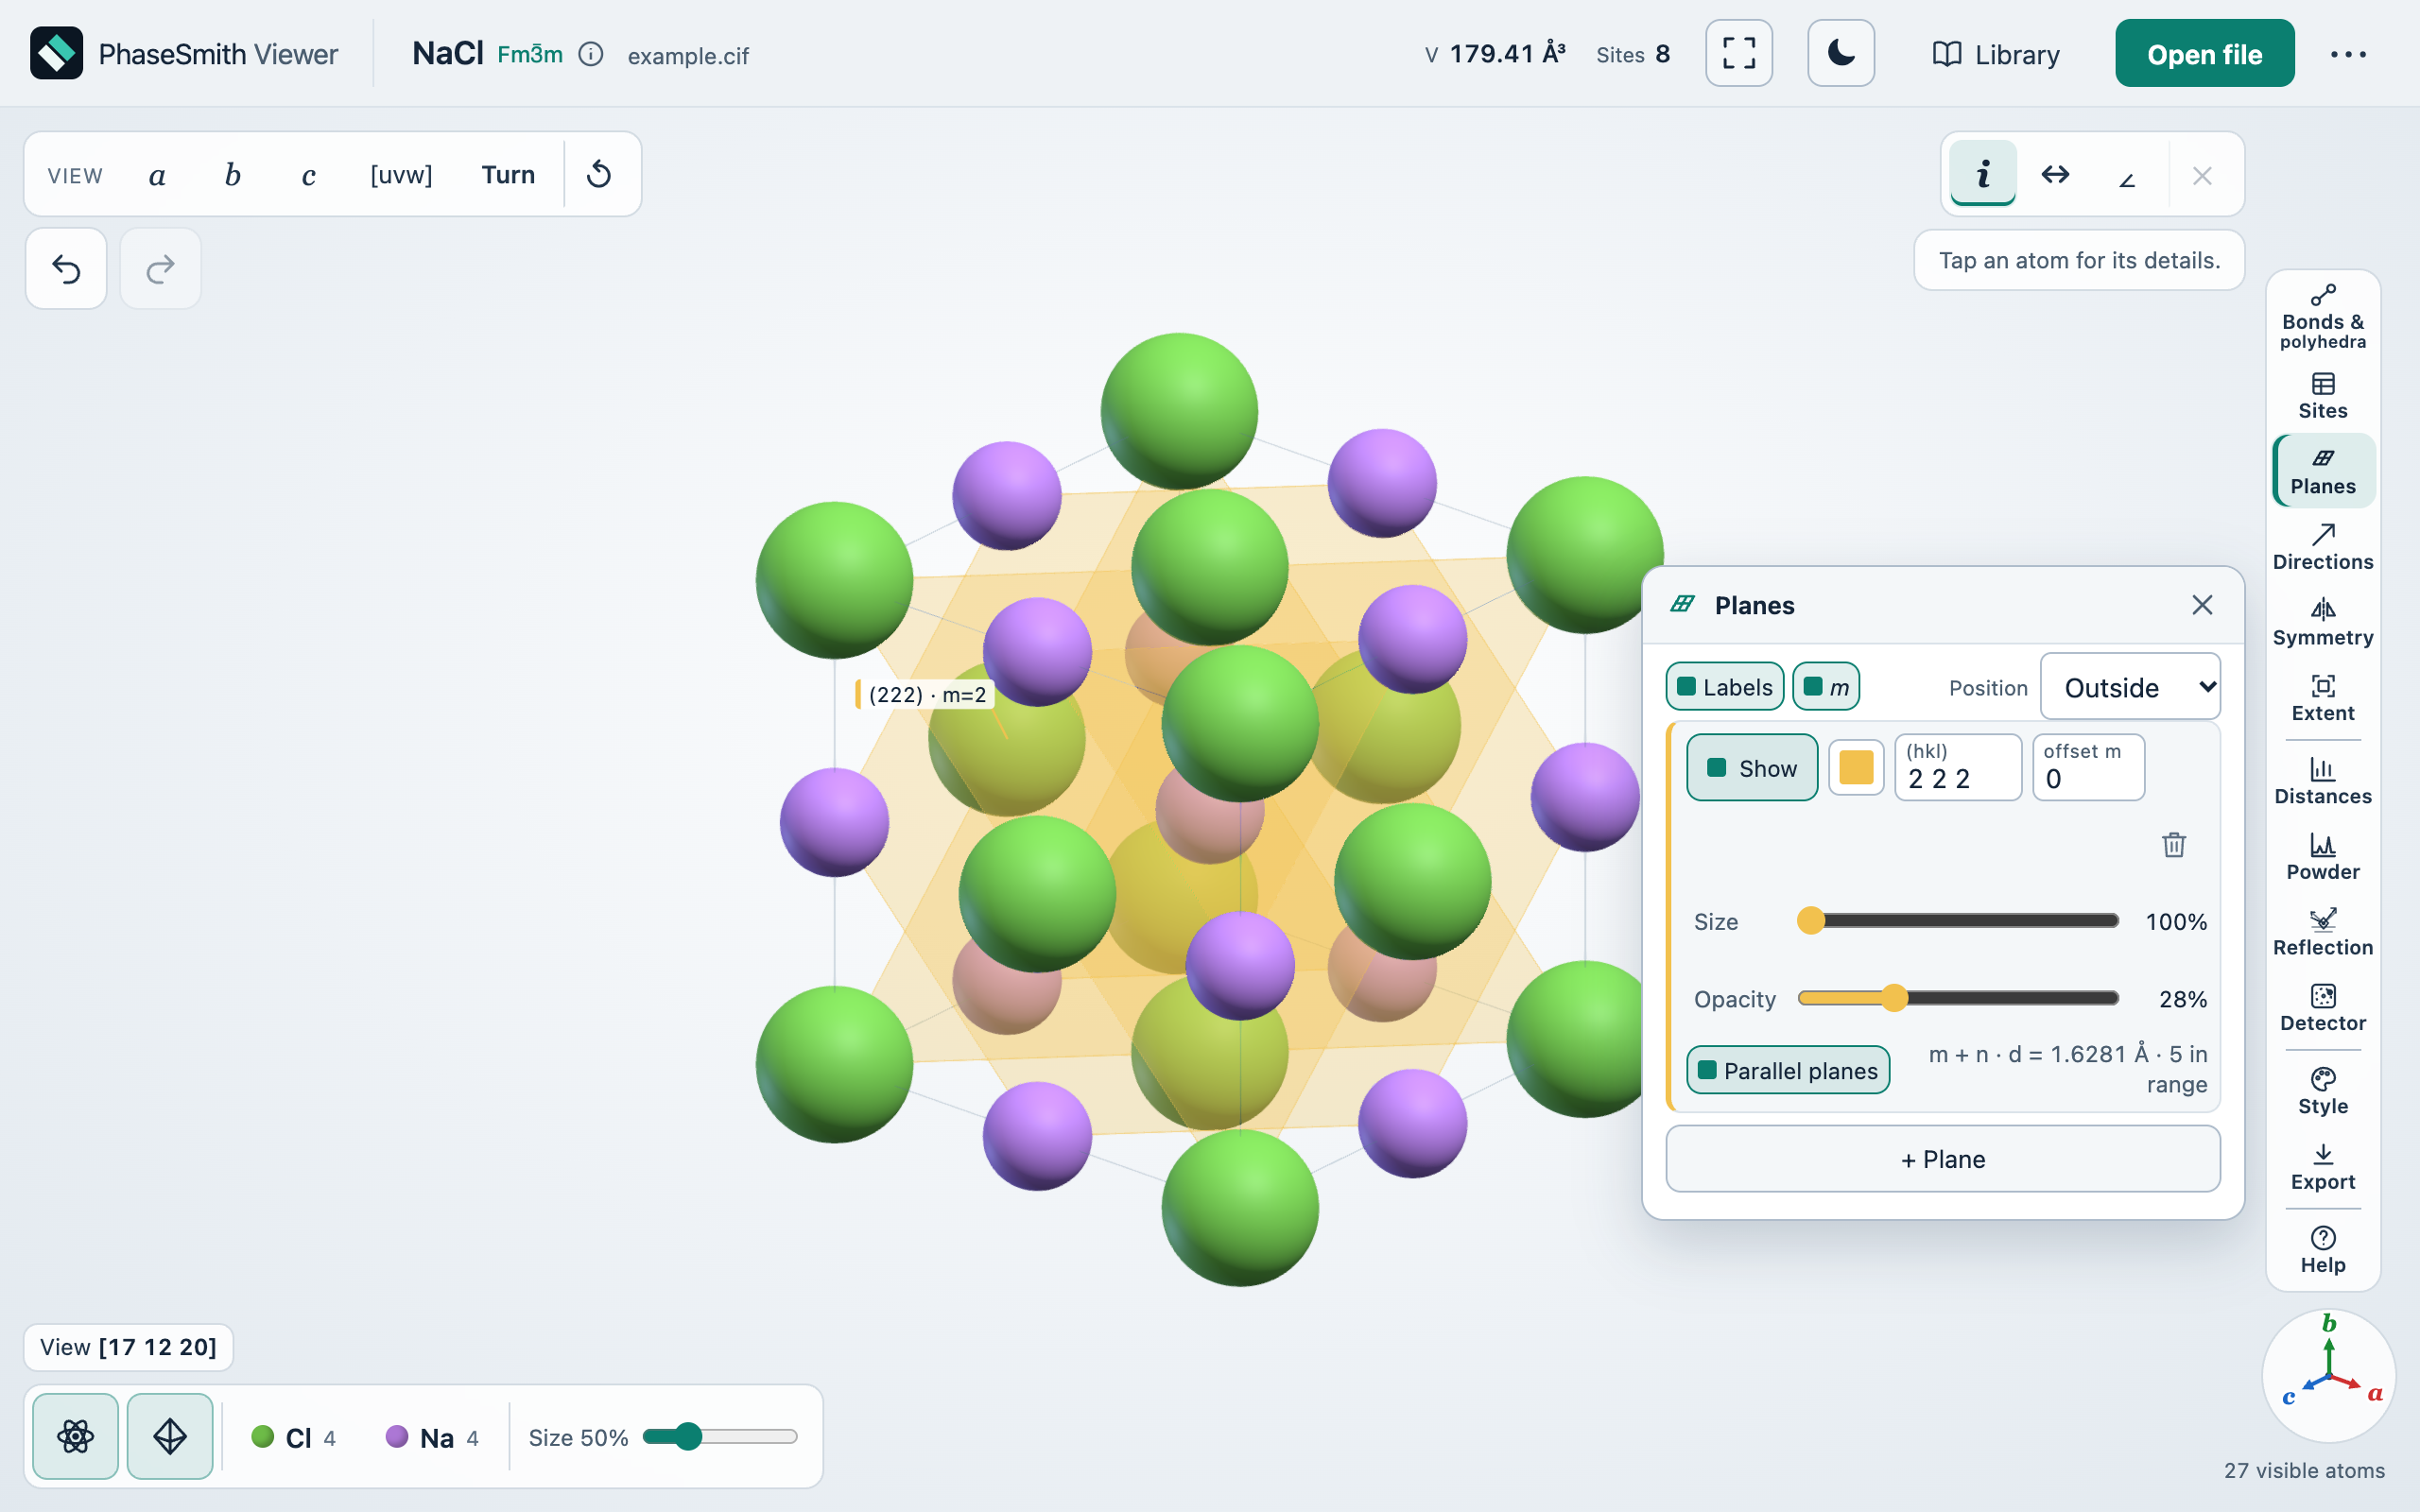 PhaseSmith Viewer
NaCl Fm3̄m example.cif
V 179.41 Å³ Sites 8
Library
Open file
VIEW a b c [uvw] Turn
Tap an atom for its details.
Bonds &
polyhedra
Sites
Planes
Directions
Symmetry
Extent
Distances
Powder
Reflection
Detector
Style
Export
Help
(222) · m=2
Planes
Labels m Position Outside
Show (hkl) 2 2 2 offset m 0
Size 100%
Opacity 28%
Parallel planes m + n · d = 1.6281 Å · 5 in
range
+ Plane
View [17 12 20]
Cl 4 Na 4 Size 50%
b
c a
27 visible atoms